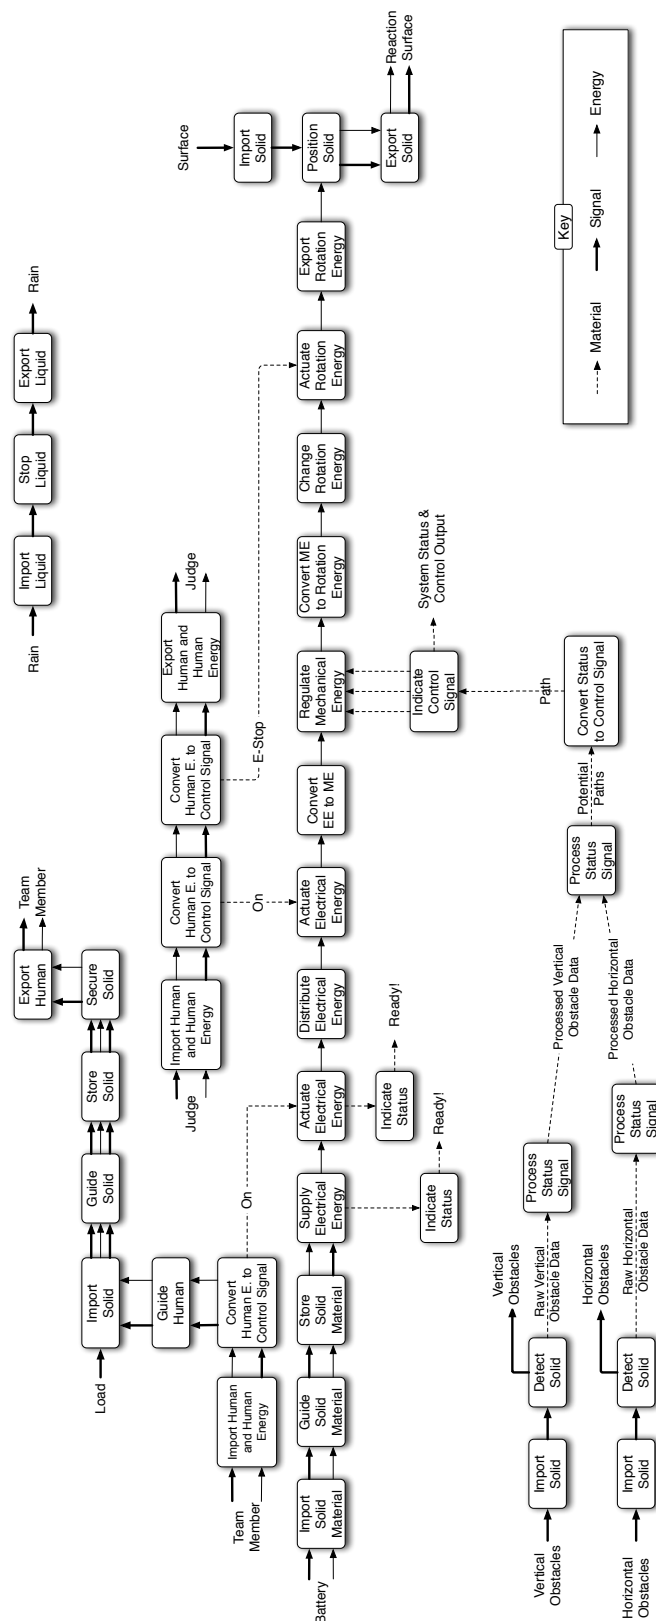 Rain
Import
Liquid
Stop
Liquid
Export
Liquid
Rain
Load
Import
Solid
Guide
Solid
Store
Solid
Secure
Solid
Export
Human
Team
Member
Guide
Human
Judge
Import Human
and Human
Energy
Convert
Human E. to
Control Signal
Convert
Human E. to
Control Signal
Export
Human and
Human
Energy
Judge
Team
Member
Import Human
and Human
Energy
Convert
Human E. to
Control Signal
On
On
E-Stop
Surface
Import
Solid
Battery
Import
Solid
Material
Guide
Solid
Material
Store
Solid
Material
Supply
Electrical
Energy
Actuate
Electrical
Energy
Distribute
Electrical
Energy
Actuate
Electrical
Energy
Convert
EE to ME
Regulate
Mechanical
Energy
Convert ME
to Rotation
Energy
Change
Rotation
Energy
Actuate
Rotation
Energy
Export
Rotation
Energy
Position
Solid
Export
Solid
Reaction
Surface
Indicate
Status
Ready!
Indicate
Status
Ready!
Indicate
Control
Signal
System Status &
Control Output
Path
Vertical
Obstacles
Import
Solid
Detect
Solid
Vertical
Obstacles
Raw Vertical
Obstacle Data
Process
Status
Signal
Processed Vertical
Obstacle Data
Process
Status
Signal
Potential
Paths
Convert Status
to Control Signal
Horizontal
Obstacles
Import
Solid
Detect
Solid
Horizontal
Obstacles
Raw Horizontal
Obstacle Data
Process
Status
Signal
Processed Horizontal
Obstacle Data
Key
Material
Signal
Energy